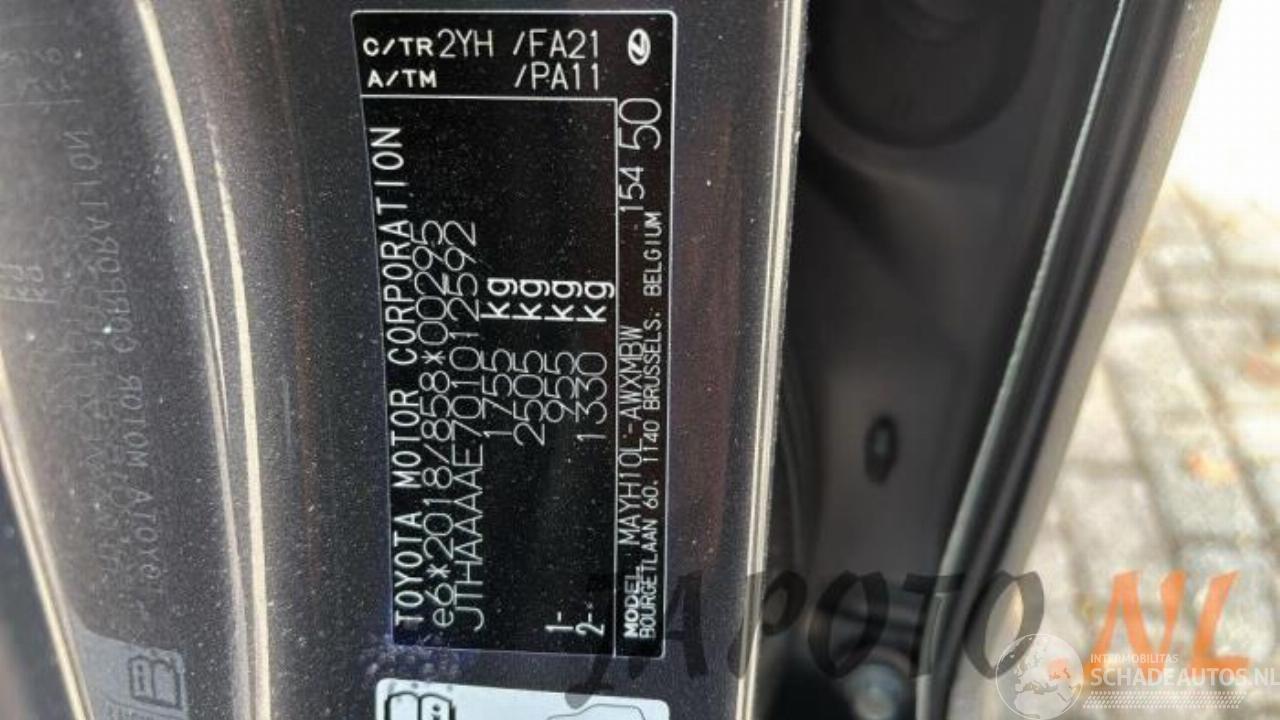 C/TR 2YH /FA21
A/TM /PA11
TOYOTA MOTOR CORPORATION
e6*2018/858*00295
JTHAAAAE701012592
1755 kg
2505 kg
1- 955 kg
2- 1330 kg
MODEL MAYH10L-AWXMBW 154 50
BOURGETLAAN 60. 1140 BRUSSELS. BELGIUM
JAPOTO.NL
INTERMOBILITAS
SCHADEAUTOS.NL